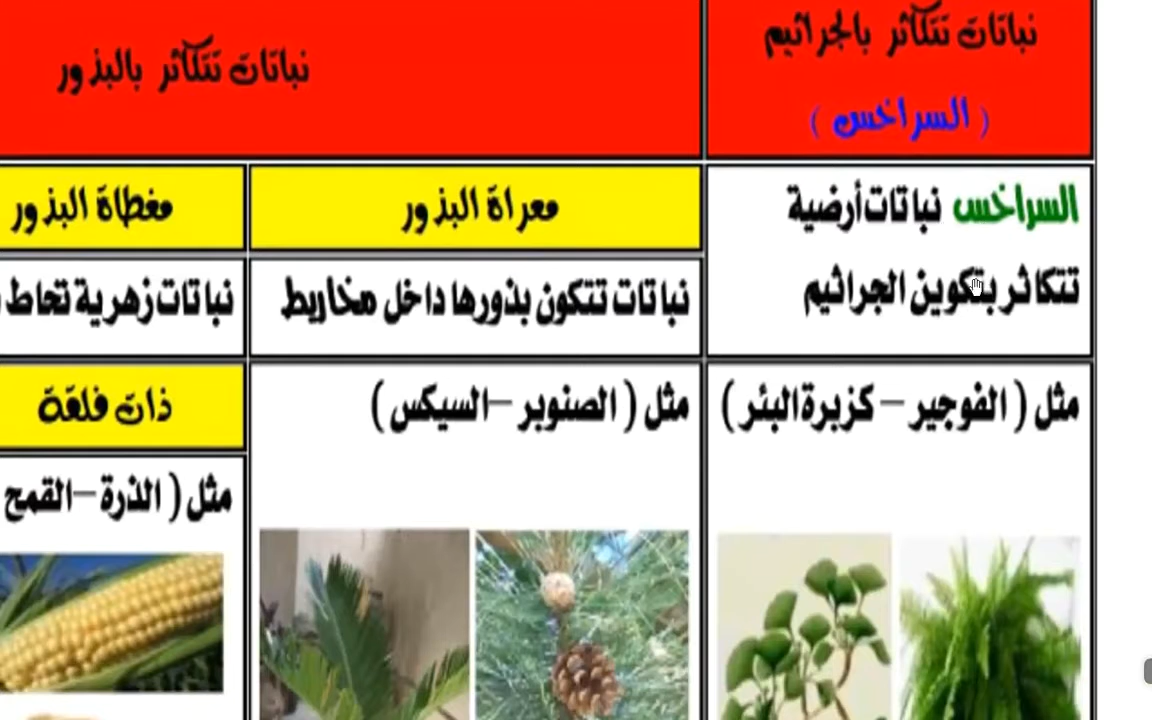 نباتات تتكاثر بالجراثيم
( السراخس )
نباتات تتكاثر بالبذور
السراخس نباتات أرضية
تتكاثر بتكوين الجراثيم
معراة البذور
مغطاة البذور
نباتات تتكون بذورها داخل مخاريط
نباتات زهرية تحاط
مثل ( الفوجير – كزبرة البئر )
مثل ( الصنوبر – السيكس )
ذات فلقة
مثل ( الذرة – القمح